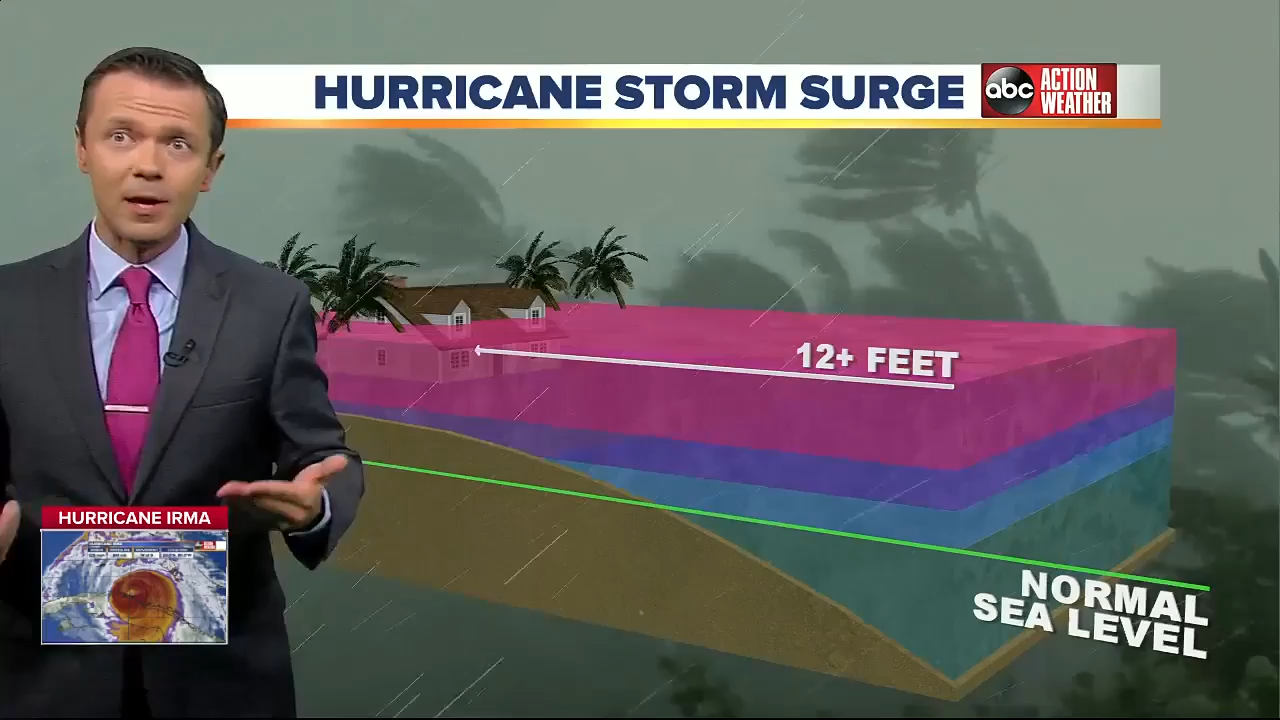 HURRICANE STORM SURGE
abc
ACTION
WEATHER
12+ FEET
NORMAL
SEA LEVEL
HURRICANE IRMA